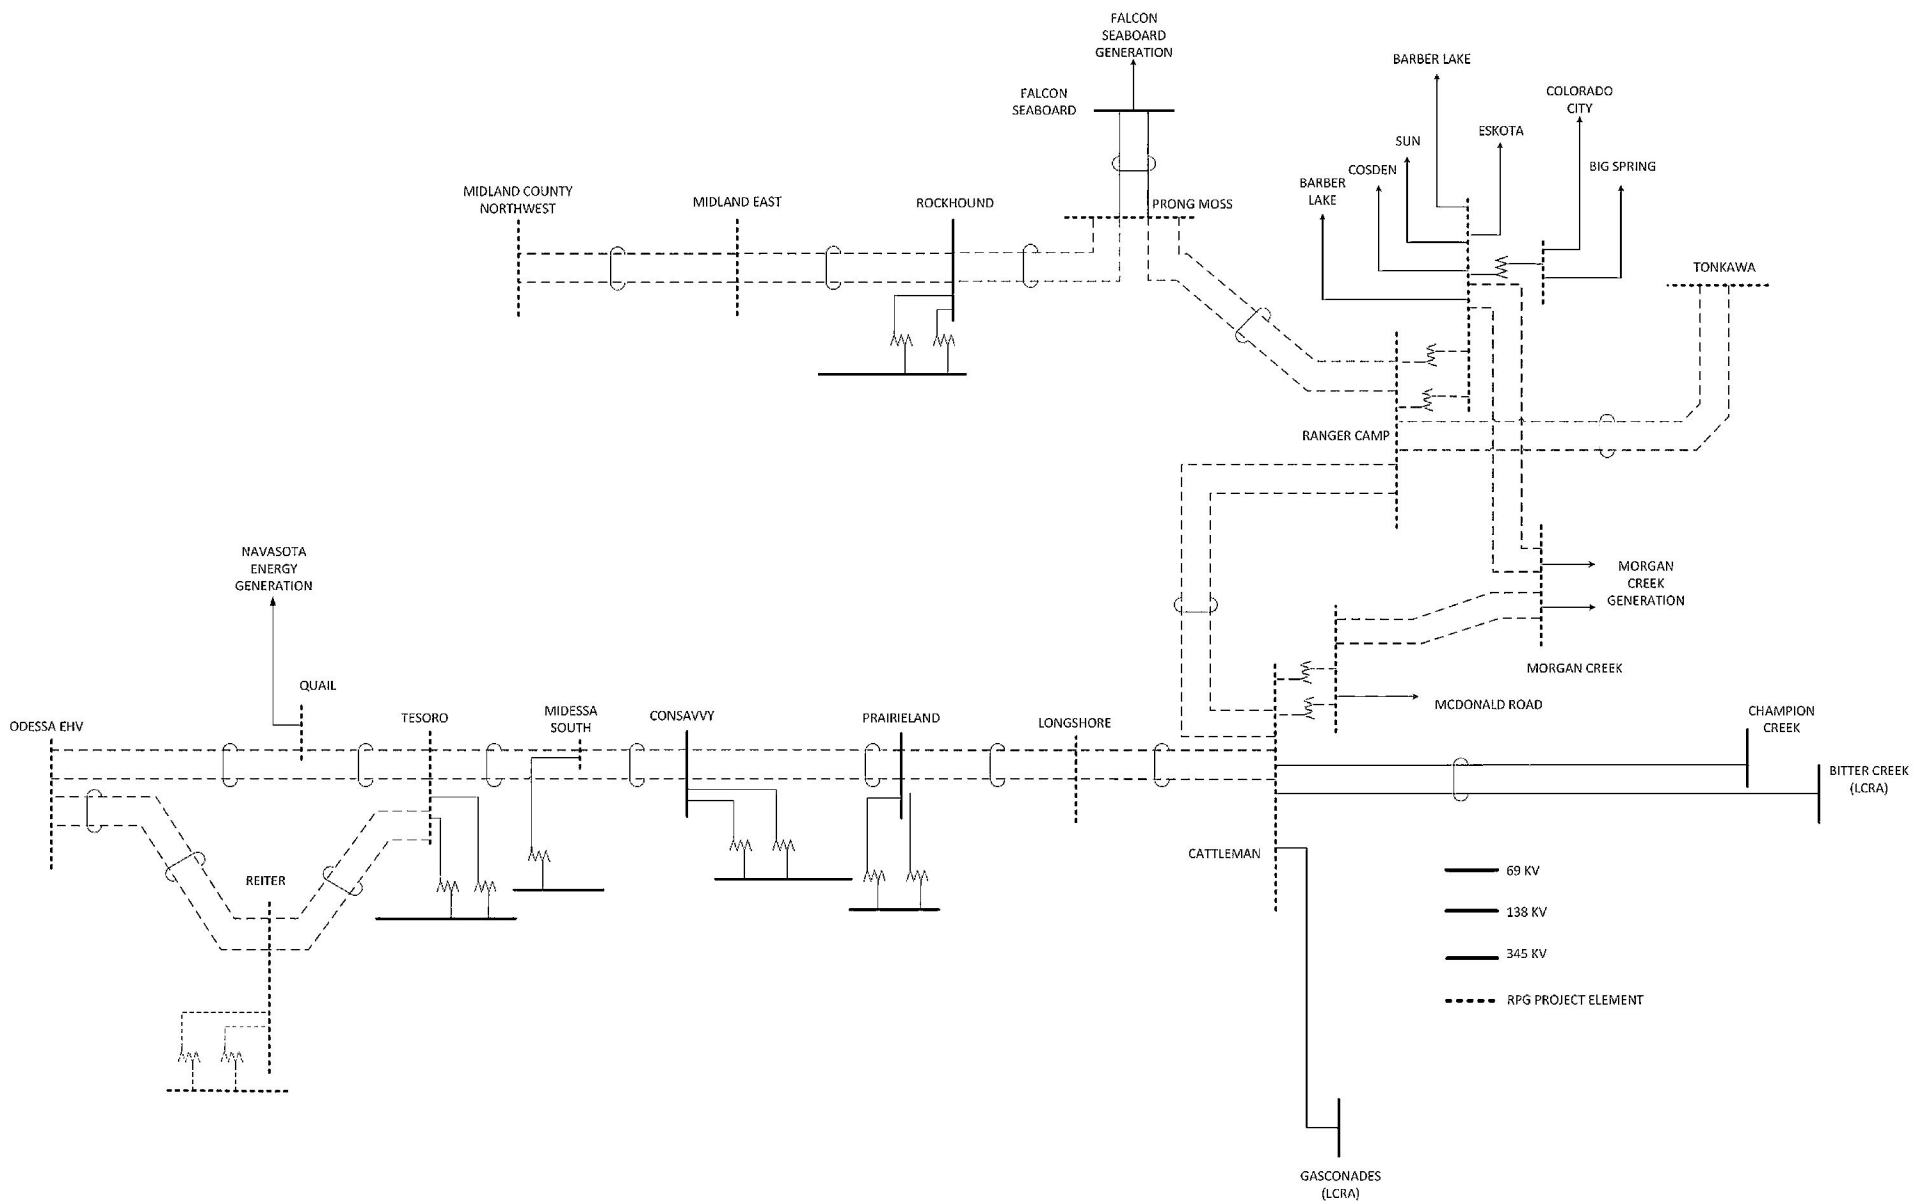 FALCON
SEABOARD
GENERATION
FALCON
SEABOARD
BARBER LAKE
COLORADO
CITY
ESKOTA
SUN
COSDEN
BIG SPRING
BARBER
LAKE
MIDLAND COUNTY
NORTHWEST
MIDLAND EAST
ROCKHOUND
PRONG MOSS
TONKAWA
RANGER CAMP
NAVASOTA
ENERGY
GENERATION
MORGAN
CREEK
GENERATION
MORGAN CREEK
QUAIL
MCDONALD ROAD
ODESSA EHV
TESORO
MIDESSA
SOUTH
CONSAVVY
PRAIRIELAND
LONGSHORE
CHAMPION
CREEK
BITTER CREEK
(LCRA)
CATTLEMAN
REITER
69 KV
138 KV
345 KV
RPG PROJECT ELEMENT
GASCONADES
(LCRA)